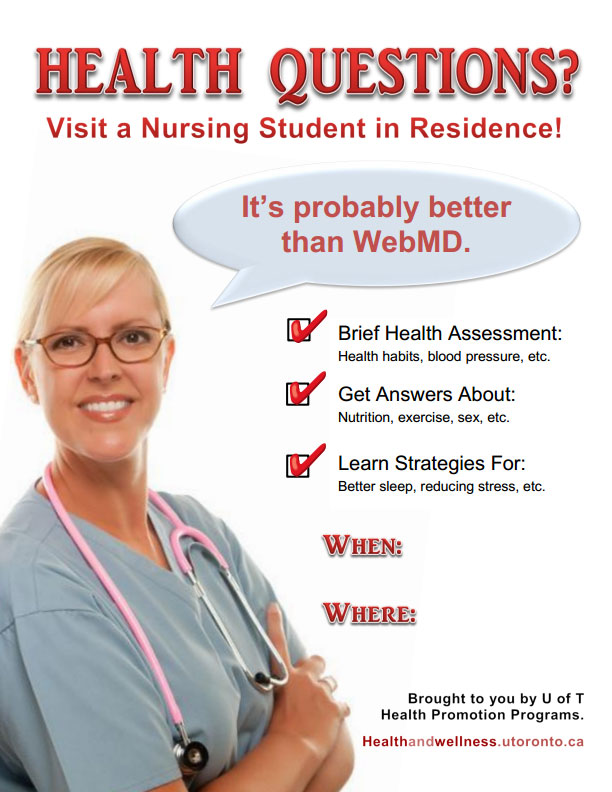 HEALTH QUESTIONS?
Visit a Nursing Student in Residence!
It's probably better
than WebMD.
Brief Health Assessment:
Health habits, blood pressure, etc.
Get Answers About:
Nutrition, exercise, sex, etc.
Learn Strategies For:
Better sleep, reducing stress, etc.
WHEN:
WHERE:
Brought to you by U of T
Health Promotion Programs.
Healthandwellness.utoronto.ca